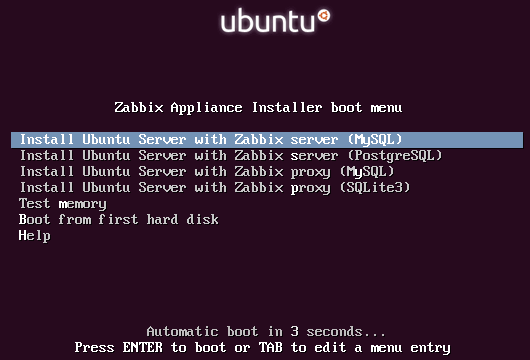 ubuntu
Zabbix Appliance Installer boot menu
Install Ubuntu Server with Zabbix server (MySQL)
Install Ubuntu Server with Zabbix server (PostgreSQL)
Install Ubuntu Server with Zabbix proxy (MySQL)
Install Ubuntu Server with Zabbix proxy (SQLite3)
Test memory
Boot from first hard disk
Help
Automatic boot in 3 seconds...
Press ENTER to boot or TAB to edit a menu entry